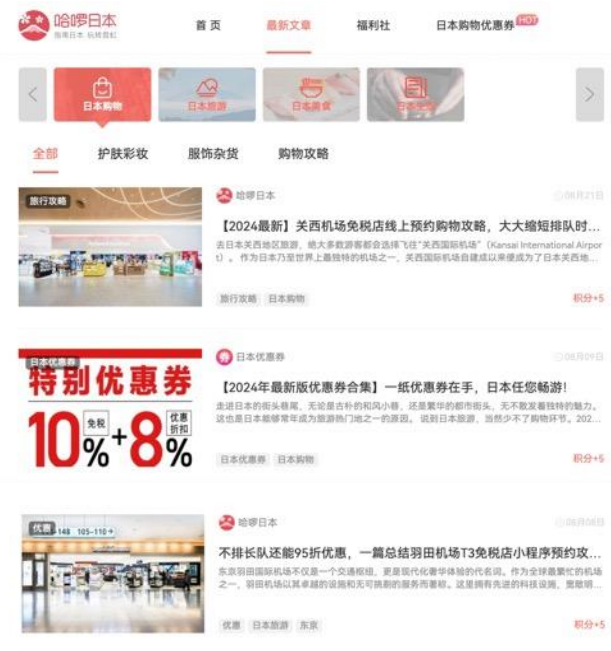 哈啰日本
指南日本 玩转霓虹
首 页
最新文章
福利社
日本购物优惠券
HOT
日本购物
日本旅游
日本美食
全部
护肤彩妆
服饰杂货
购物攻略
旅行攻略
哈啰日本
08月21日
【2024最新】关西机场免税店线上预约购物攻略，大大缩短排队时...
去日本关西地区旅游，绝大多数游客都会选择飞往“关西国际机场”（Kansai International Airpor
t）。 作为日本乃至世界上最独特的机场之一，关西国际机场自建成以来便成为了日本关西地...
旅行攻略 日本购物
积分+5
日本优惠券
特别优惠券
10%+8%
免税
优惠
折扣
日本优惠券
08月09日
【2024年最新版优惠券合集】一纸优惠券在手，日本任您畅游！
走进日本的街头巷尾，无论是古朴的和风小巷，还是繁华的都市街头，无不散发着独特的魅力。
这也是日本能够常年成为旅游热门地之一的原因。 说到日本旅游，当然少不了购物环节。202...
日本优惠券 日本购物
积分+5
优惠
148 105-110
哈啰日本
08月08日
不排长队还能95折优惠，一篇总结羽田机场T3免税店小程序预约攻...
东京羽田国际机场不仅是一个交通枢纽，更是现代化奢华体验的代名词。作为全球最繁忙的机场
之一，羽田机场以其卓越的设施和无可挑剔的服务而著称。这里拥有先进的科技设施，宽敞明...
优惠 日本旅游 东京
积分+5